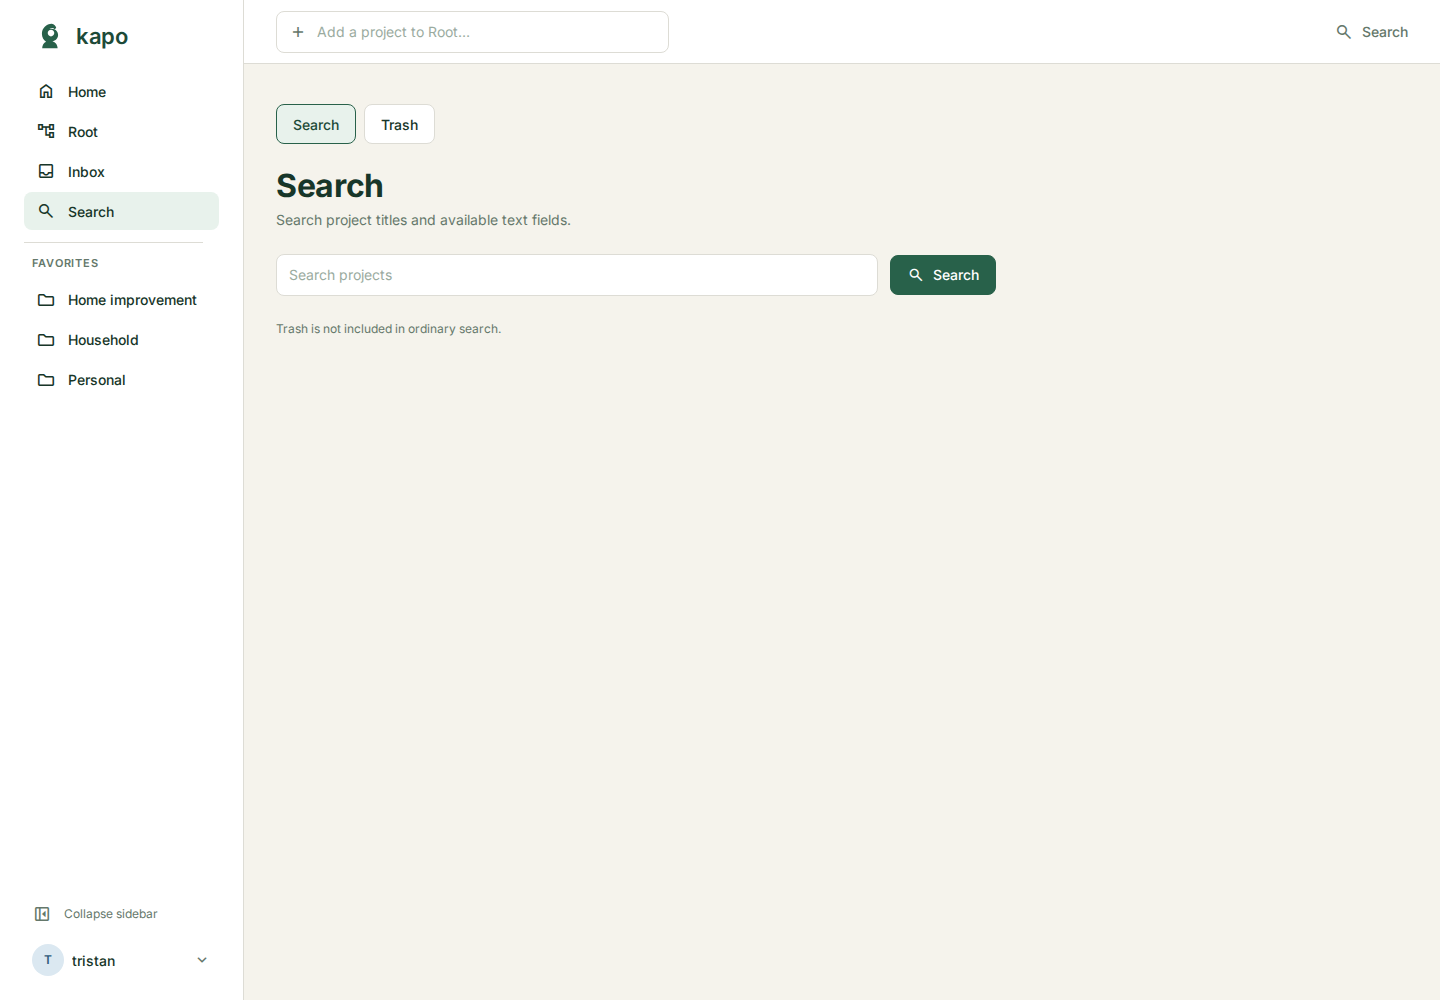 kapo
Home
Root
Inbox
Search
FAVORITES
Home improvement
Household
Personal
Collapse sidebar
T
tristan
Add a project to Root...
Search
Search
Trash
Search
Search project titles and available text fields.
Search projects
Search
Trash is not included in ordinary search.